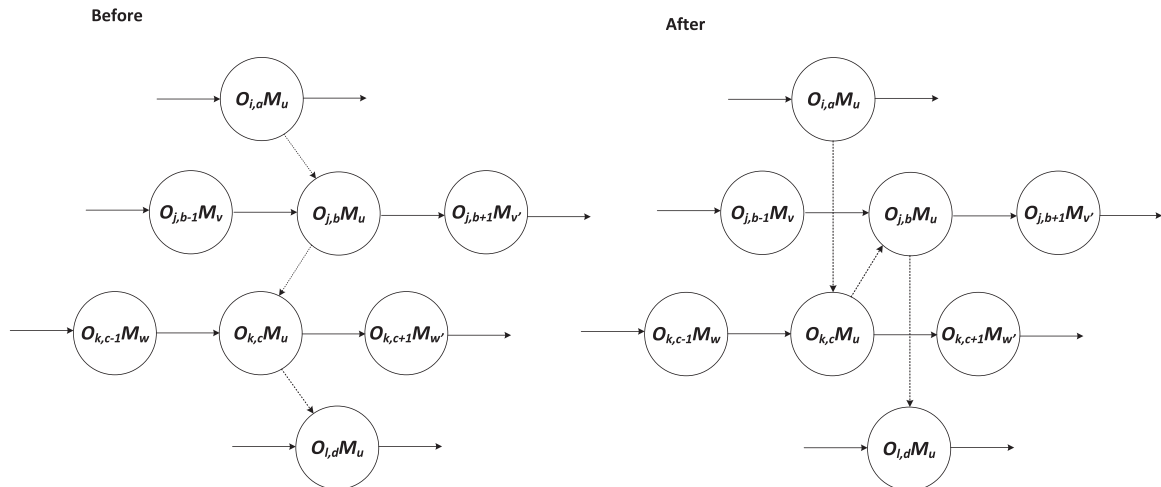 Before
O_{i,a}M_u
O_{j,b-1}M_v
O_{j,b}M_u
O_{j,b+1}M_{v'}
O_{k,c-1}M_w
O_{k,c}M_u
O_{k,c+1}M_{w'}
O_{l,d}M_u
After
O_{i,a}M_u
O_{j,b-1}M_v
O_{j,b}M_u
O_{j,b+1}M_{v'}
O_{k,c-1}M_w
O_{k,c}M_u
O_{k,c+1}M_{w'}
O_{l,d}M_u